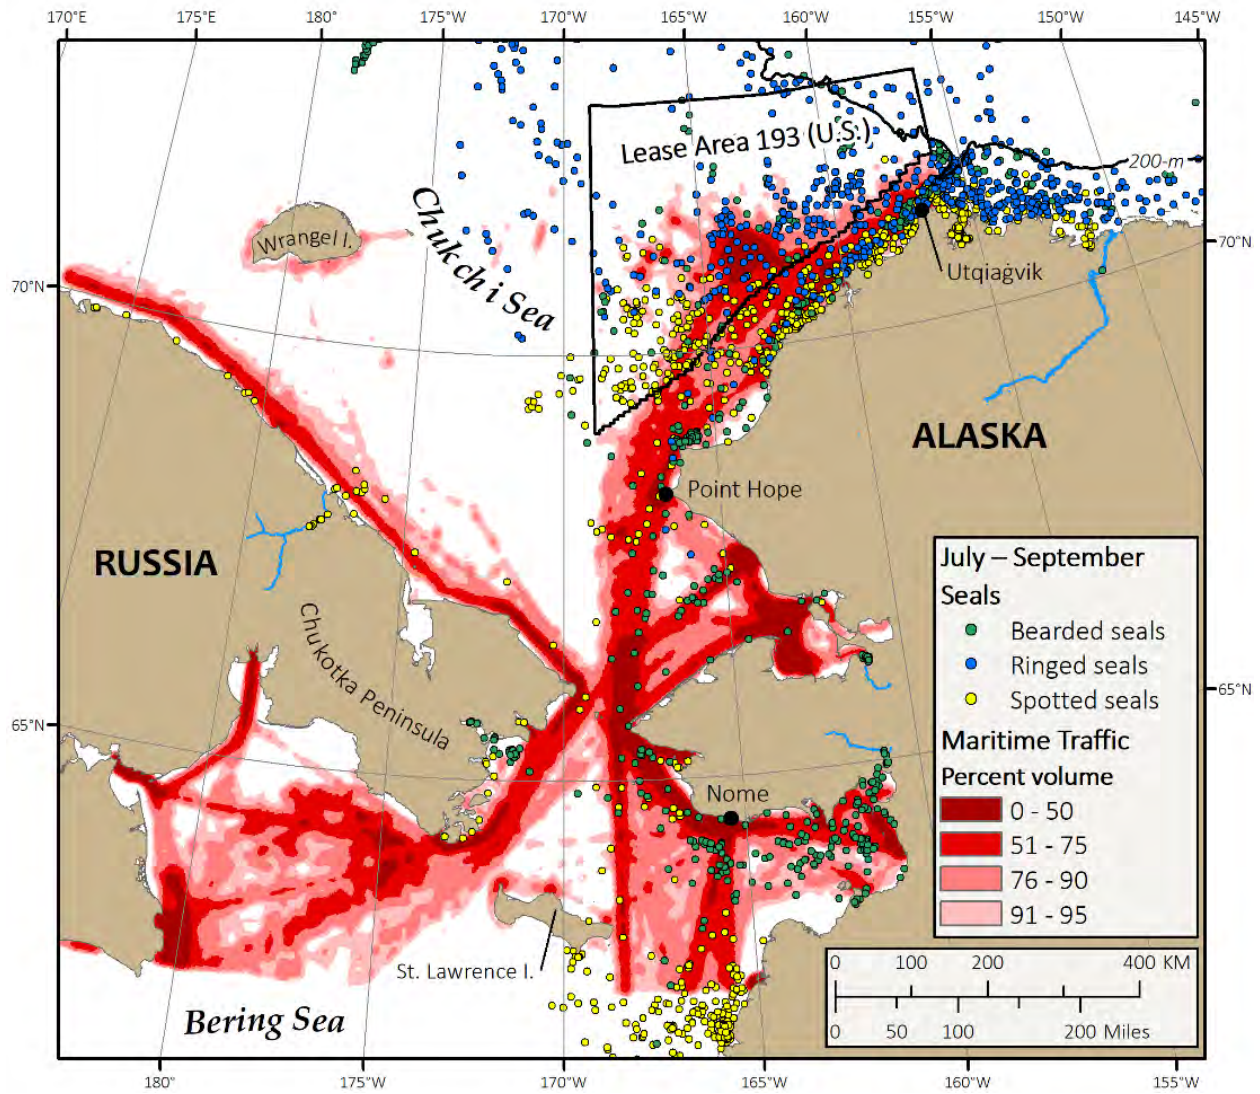 170°E 175°E 180° 175°W 170°W 165°W 160°W 155°W 150°W 145°W
Lease Area 193 (U.S.)
200-m
Chukchi Sea
Wrangel I.
70°N
Utqiaġvik
70°N
ALASKA
Point Hope
RUSSIA
July – September
Seals
Bearded seals
Ringed seals
Spotted seals
Maritime Traffic
Percent volume
0 - 50
51 - 75
76 - 90
91 - 95
Chukotka Peninsula
65°N
65°N
Nome
St. Lawrence I.
Bering Sea
0 100 200 400 KM
0 50 100 200 Miles
180° 175°W 170°W 165°W 160°W 155°W